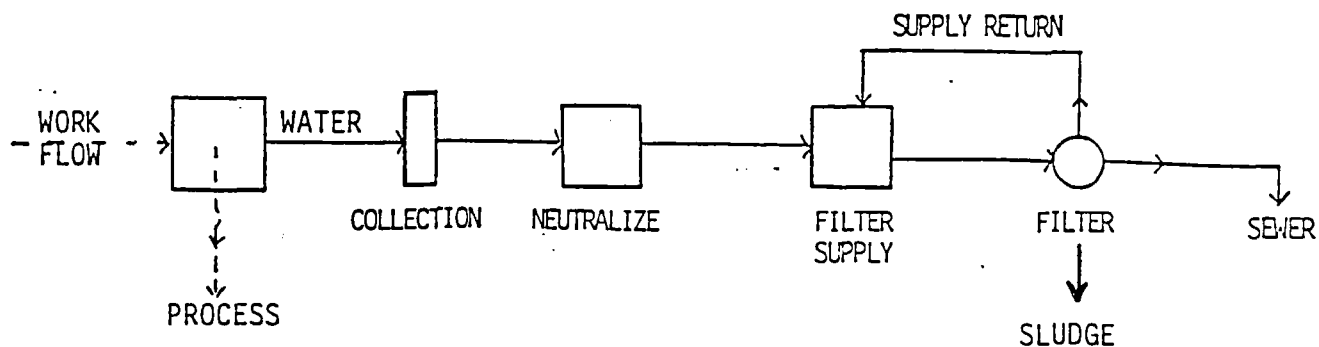 SUPPLY RETURN
WORK
FLOW
WATER
COLLECTION
NEUTRALIZE
FILTER
SUPPLY
FILTER
SEWER
PROCESS
SLUDGE